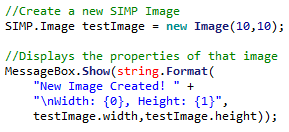 //Create a new SIMP Image
SIMP.Image testImage = new Image(10,10);
//Displays the properties of that image
MessageBox.Show(string.Format(
"New Image Created! " +
"\nWidth: {0}, Height: {1}",
testImage.width,testImage.height));